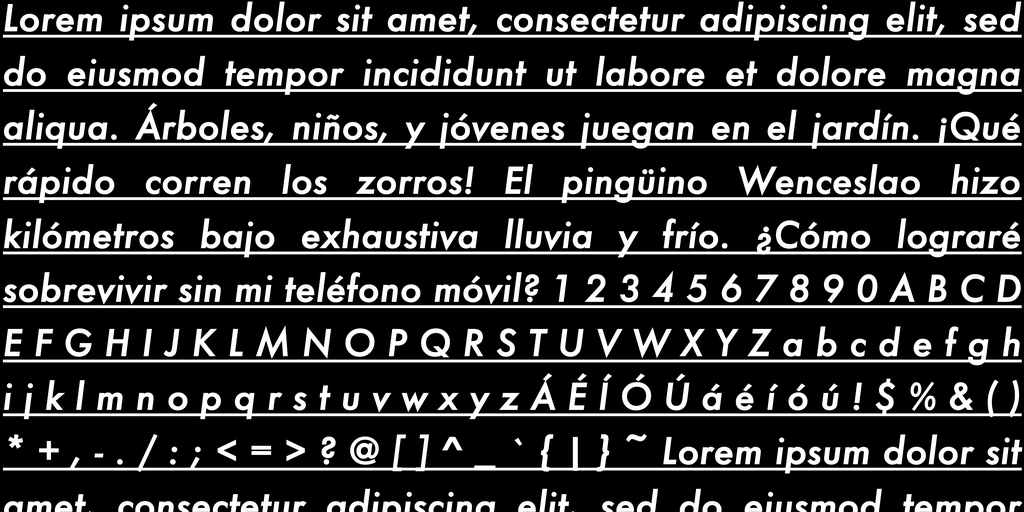 Lorem ipsum dolor sit amet, consectetur adipiscing elit, sed
do eiusmod tempor incididunt ut labore et dolore magna
aliqua. Árboles, niños, y jóvenes juegan en el jardín. ¡Qué
rápido corren los zorros! El pingüino Wenceslao hizo
kilómetros bajo exhaustiva lluvia y frío. ¿Cómo lograré
sobrevivir sin mi teléfono móvil? 1 2 3 4 5 6 7 8 9 0 A B C D
E F G H I J K L M N O P Q R S T U V W X Y Z a b c d e f g h
i j k l m n o p q r s t u v w x y z Á É Í Ó Ú á é í ó ú ! $ % & ( )
* + , - . / : ; < = > ? @ [ ] ^ _ ` { | } ~ Lorem ipsum dolor sit
amet, consectetur adipiscing elit, sed do eiusmod tempor